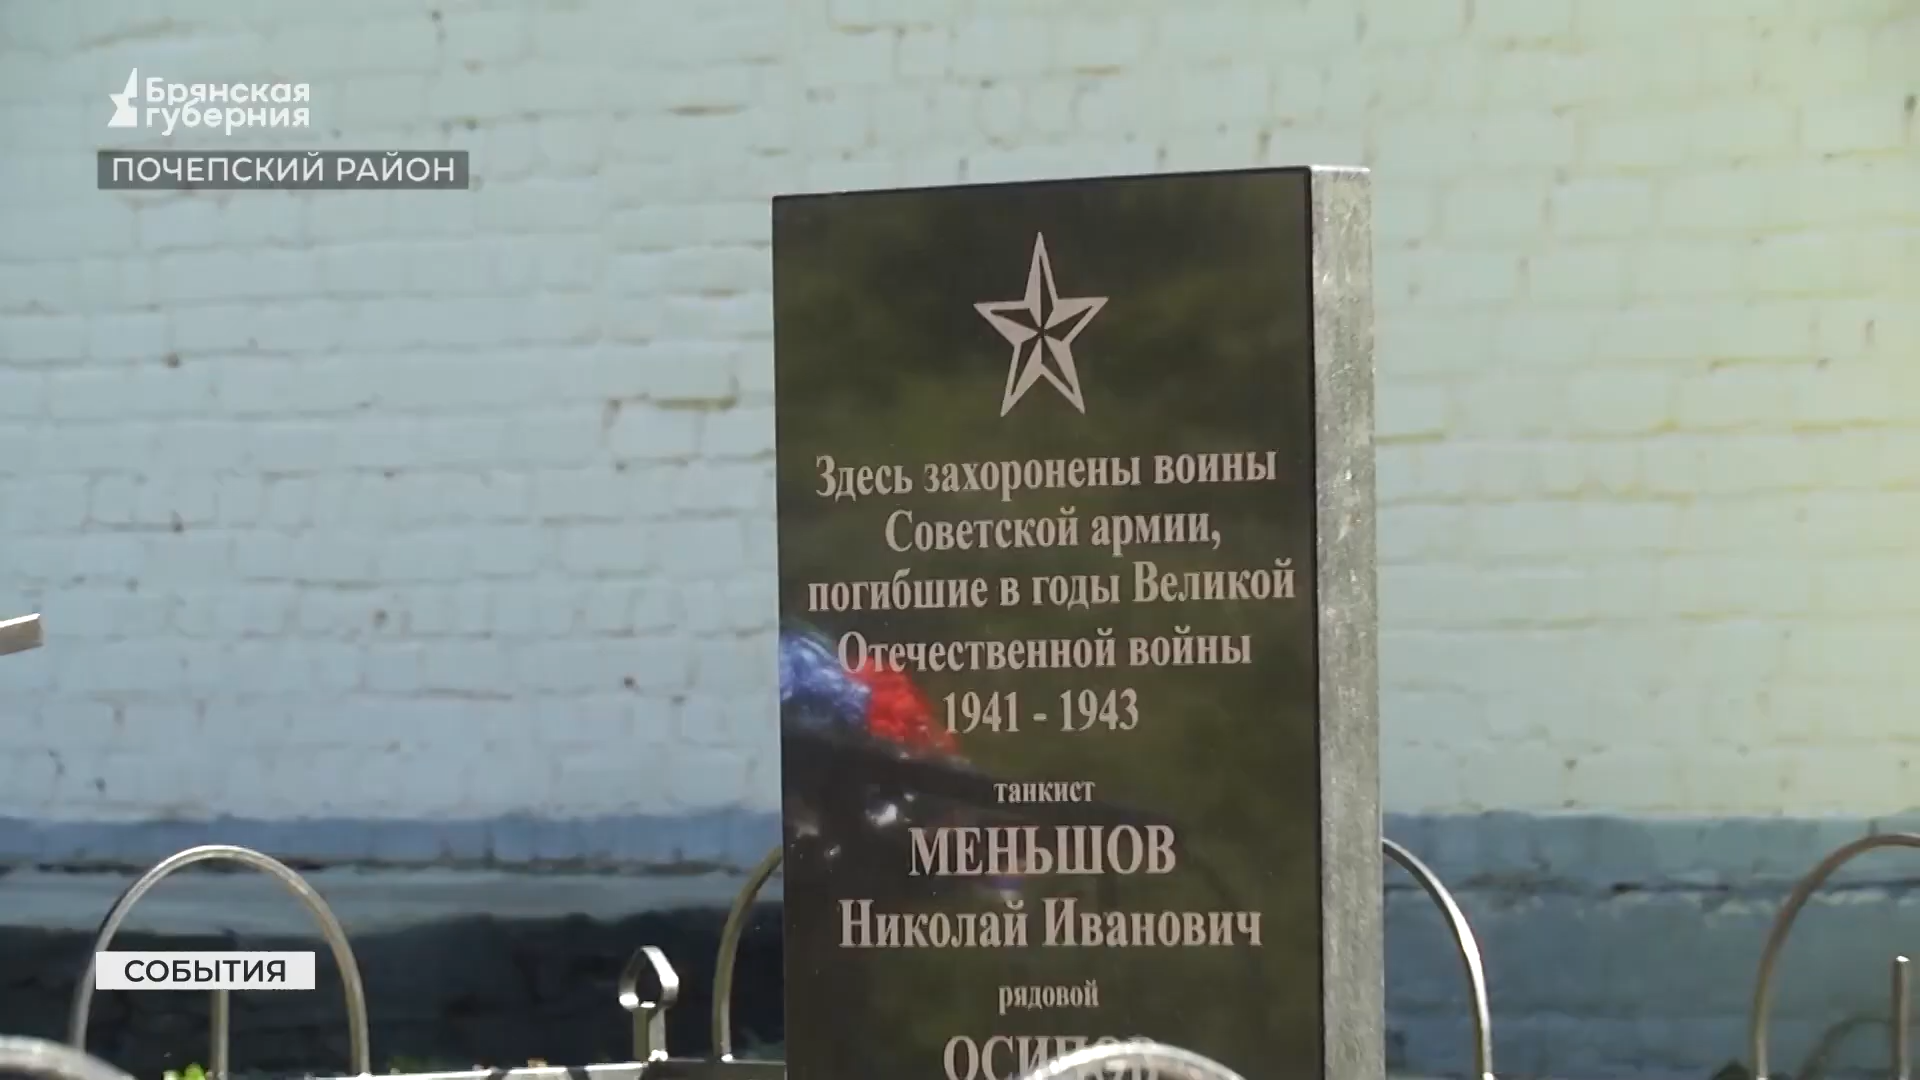 Брянская
губерния
ПОЧЕПСКИЙ РАЙОН
Здесь захоронены воины
Советской армии,
погибшие в годы Великой
Отечественной войны
1941 - 1943
танкист
МЕНЬШОВ
Николай Иванович
рядовой
ОСИПОВ
СОБЫТИЯ